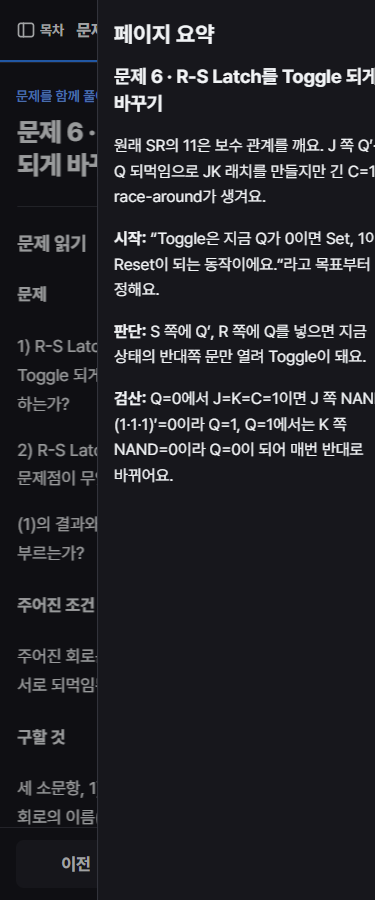 목차
페이지 요약
문제 6 · R-S Latch를 Toggle 되게
바꾸기
원래 SR의 11은 보수 관계를 깨요. J 쪽 Q′
Q 되먹임으로 JK 래치를 만들지만 긴 C=1
race-around가 생겨요.
시작: “Toggle은 지금 Q가 0이면 Set, 1이
Reset이 되는 동작이에요.”라고 목표부터
정해요.
판단: S 쪽에 Q′, R 쪽에 Q를 넣으면 지금
상태의 반대쪽 문만 열려 Toggle이 돼요.
검산: Q=0에서 J=K=C=1이면 J 쪽 NAN
(1·1·1)′=0이라 Q=1, Q=1에서는 K 쪽
NAND=0이라 Q=0이 되어 매번 반대로
바뀌어요.
문제를 함께
문제 6 ·
되게
문제 읽기
문제
1) R-S Latc
Toggle 되
하는가?
2) R-S Latc
문제점이
(1)의 결과와
부르는가?
주어진 조건
주어진 회로
서로 되먹임
구할 것
세 소문항, 1
회로의 이름
이전